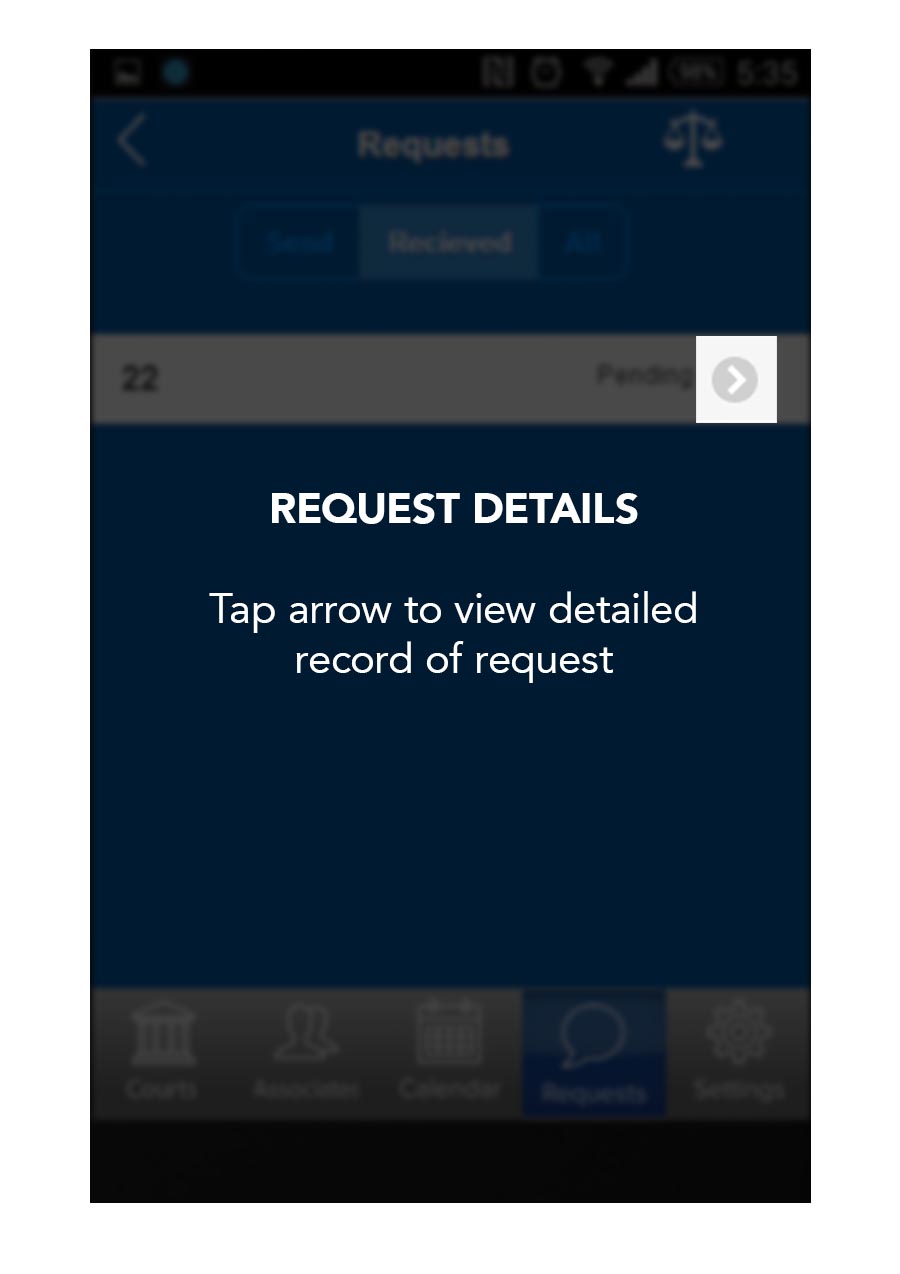 98% 5:35
Requests
Send Recieved All
22 Pending
REQUEST DETAILS
Tap arrow to view detailed
record of request
Courts Associates Calendar Requests Settings